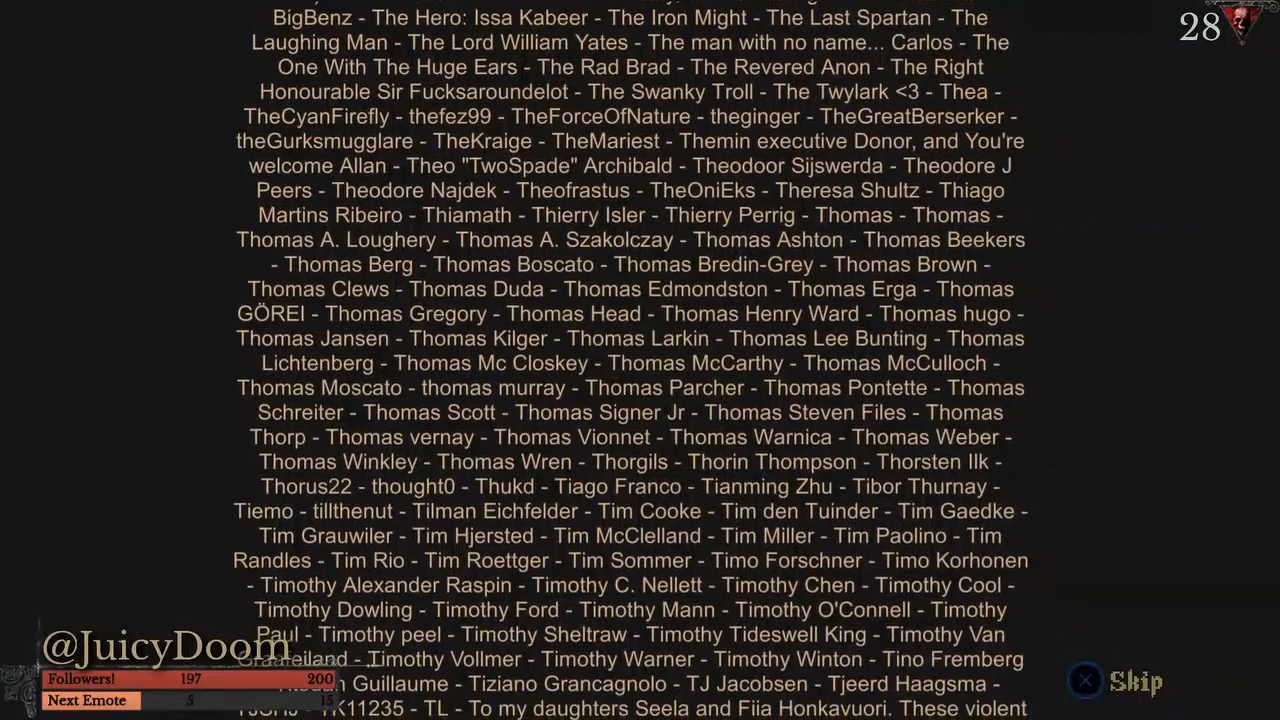 BigBenz - The Hero: Issa Kabeer - The Iron Might - The Last Spartan - The
28
Laughing Man - The Lord William Yates - The man with no name... Carlos - The
One With The Huge Ears - The Rad Brad - The Revered Anon - The Right
Honourable Sir Fucksaroundelot - The Swanky Troll - The Twylark <3 - Thea -
TheCyanFirefly - thefez99 - TheForceOfNature - theginger - TheGreatBerserker -
theGurksmugglare - TheKraige - TheMariest - Themin executive Donor, and You're
welcome Allan - Theo "TwoSpade" Archibald - Theodoor Sijswerda - Theodore J
Peers - Theodore Najdek - Theofrastus - TheOniEks - Theresa Shultz - Thiago
Martins Ribeiro - Thiamath - Thierry Isler - Thierry Perrig - Thomas - Thomas -
Thomas A. Loughery - Thomas A. Szakolczay - Thomas Ashton - Thomas Beekers
- Thomas Berg - Thomas Boscato - Thomas Bredin-Grey - Thomas Brown -
Thomas Clews - Thomas Duda - Thomas Edmondston - Thomas Erga - Thomas
GÖREI - Thomas Gregory - Thomas Head - Thomas Henry Ward - Thomas hugo -
Thomas Jansen - Thomas Kilger - Thomas Larkin - Thomas Lee Bunting - Thomas
Lichtenberg - Thomas Mc Closkey - Thomas McCarthy - Thomas McCulloch -
Thomas Moscato - thomas murray - Thomas Parcher - Thomas Pontette - Thomas
Schreiter - Thomas Scott - Thomas Signer Jr - Thomas Steven Files - Thomas
Thorp - Thomas vernay - Thomas Vionnet - Thomas Warnica - Thomas Weber -
Thomas Winkley - Thomas Wren - Thorgils - Thorin Thompson - Thorsten Ilk -
Thorus22 - thought0 - Thukd - Tiago Franco - Tianming Zhu - Tibor Thurnay -
Tiemo - tillthenut - Tilman Eichfelder - Tim Cooke - Tim den Tuinder - Tim Gaedke -
Tim Grauwiler - Tim Hjersted - Tim McClelland - Tim Miller - Tim Paolino - Tim
Randles - Tim Rio - Tim Roettger - Tim Sommer - Timo Forschner - Timo Korhonen
- Timothy Alexander Raspin - Timothy C. Nellett - Timothy Chen - Timothy Cool -
Timothy Dowling - Timothy Ford - Timothy Mann - Timothy O'Connell - Timothy
Paul - Timothy peel - Timothy Sheltraw - Timothy Tideswell King - Timothy Van
@JuicyDoom
- Timothy Vollmer - Timothy Warner - Timothy Winton - Tino Fremberg
Followers! 197 200
Guillaume - Tiziano Grancagnolo - TJ Jacobsen - Tjeerd Haagsma -
Skip
Next Emote 5 15
- TL - To my daughters Seela and Fiia Honkavuori. These violent